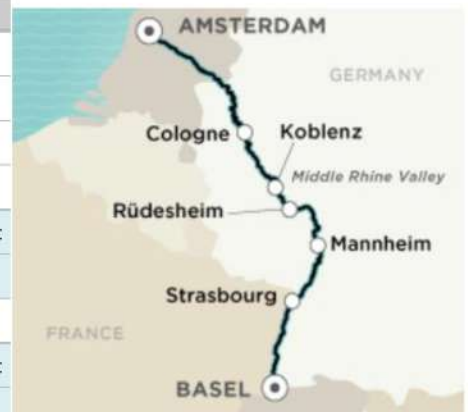 AMSTERDAM
GERMANY
Cologne
Koblenz
Middle Rhine Valley
Rüdesheim
Mannheim
Strasbourg
FRANCE
BASEL